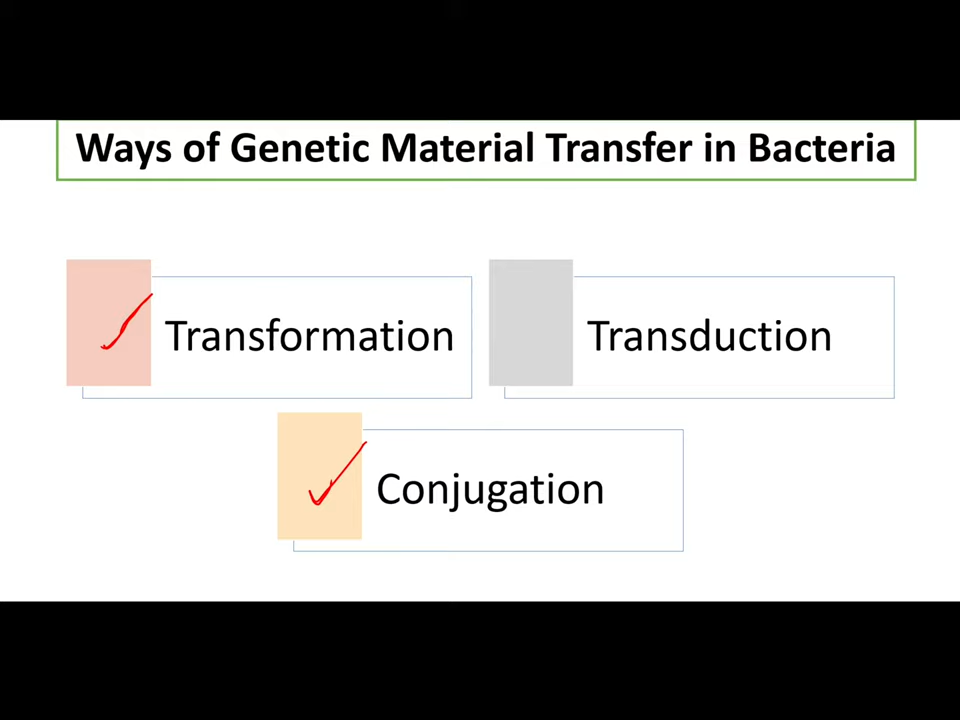 Ways of Genetic Material Transfer in Bacteria
Transformation
Transduction
Conjugation